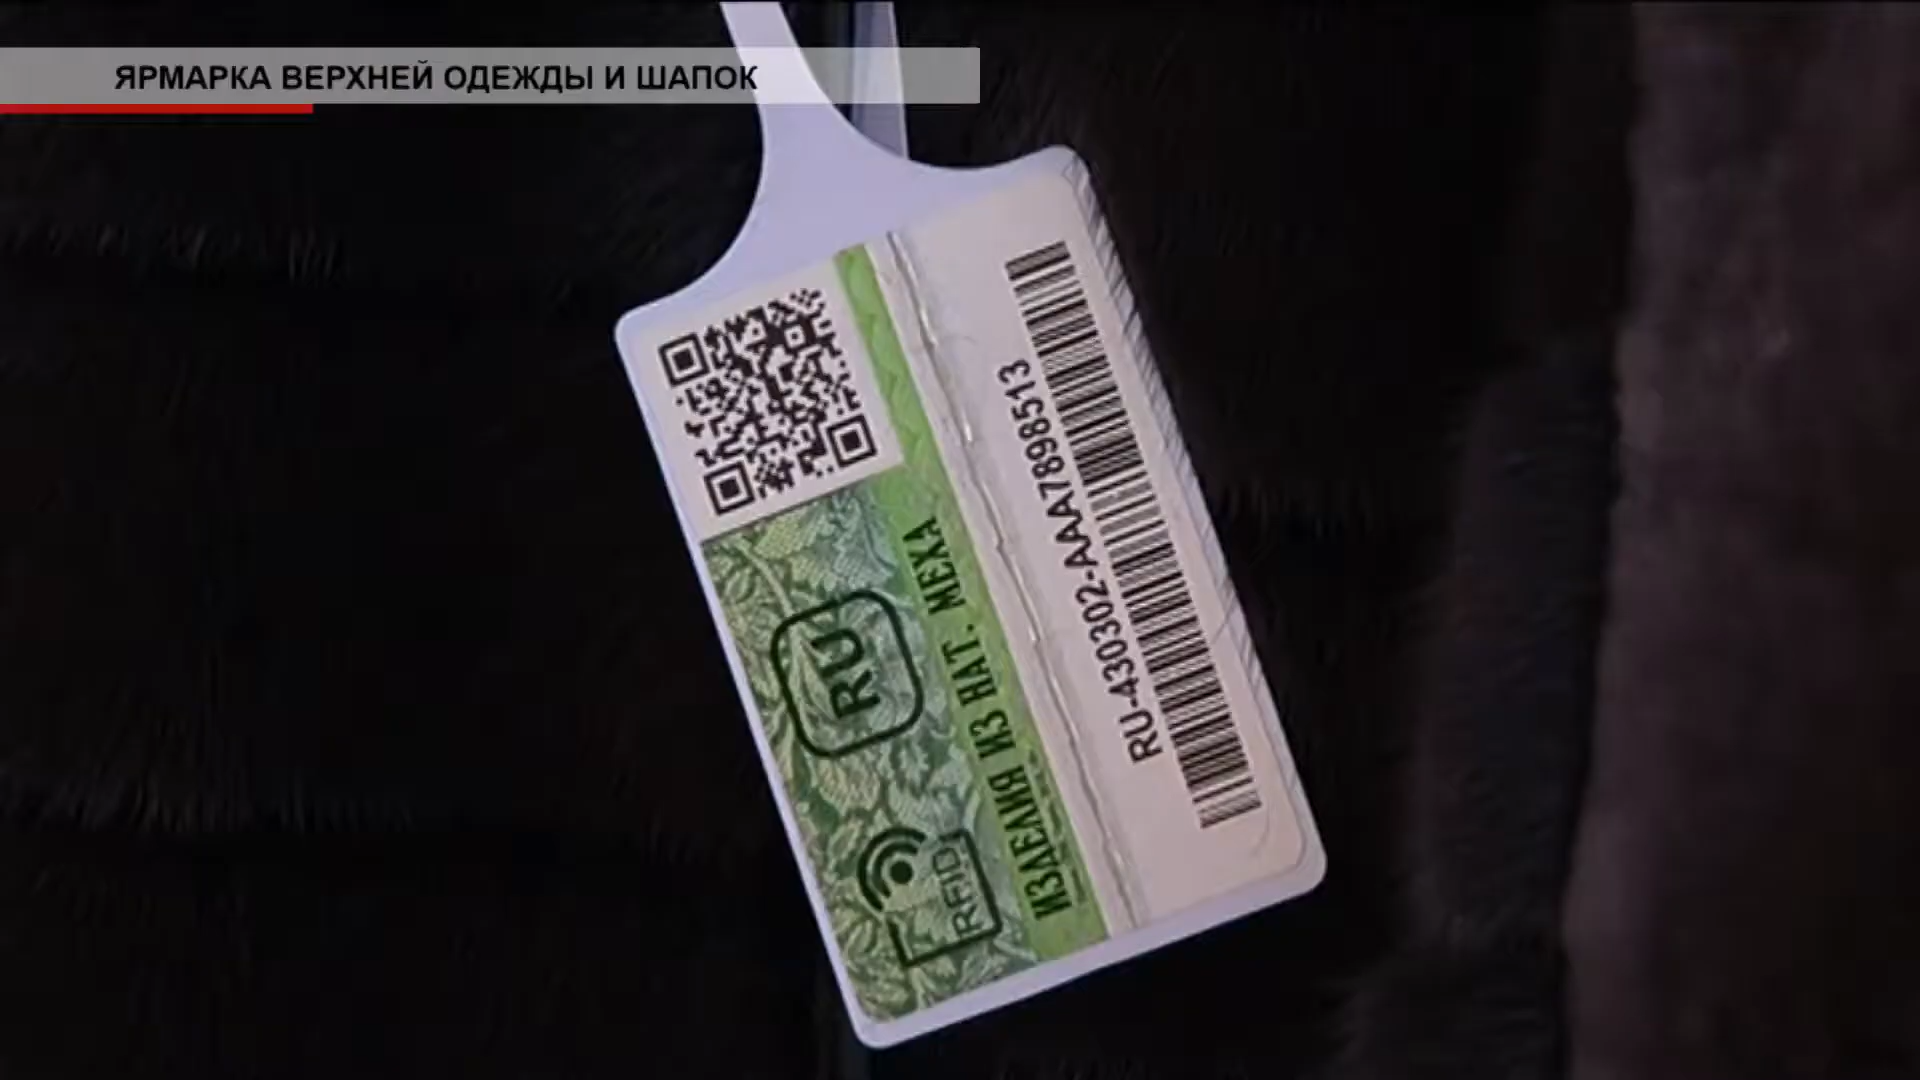 ЯРМАРКА ВЕРХНЕЙ ОДЕЖДЫ И ШАПОК
RU-430302-AAA7898513
ИЗДЕЛИЯ ИЗ НАТ. МЕХА
RU
RFID